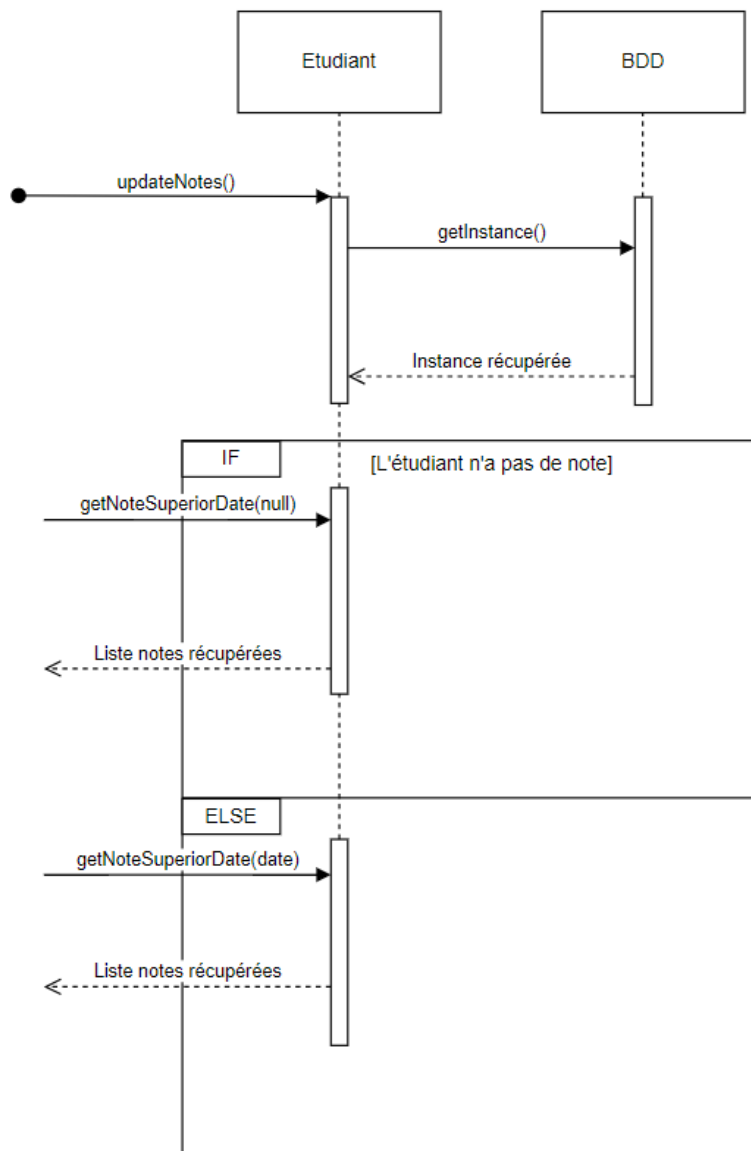 Etudiant
BDD
updateNotes()
getInstance()
Instance récupérée
IF
[L'étudiant n'a pas de note]
getNoteSuperiorDate(null)
Liste notes récupérées
ELSE
getNoteSuperiorDate(date)
Liste notes récupérées